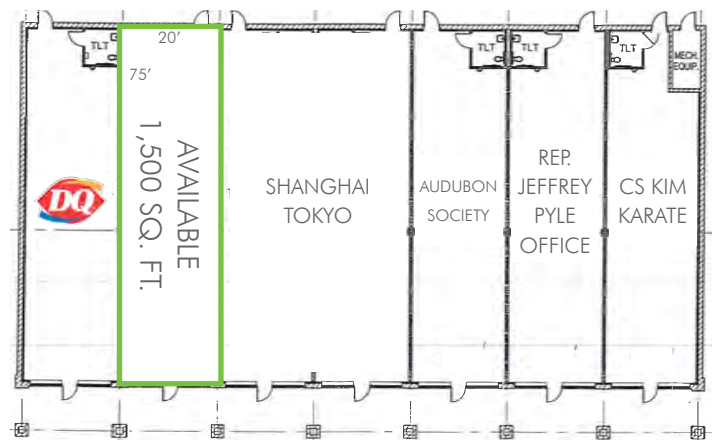 TLT
20'
75'
AVAILABLE
1,500 SQ. FT.
DQ
SHANGHAI
TOKYO
TLT
AUDUBON
SOCIETY
TLT
REP.
JEFFREY
PYLE
OFFICE
TLT
MECH.
EQUIP.
CS KIM
KARATE